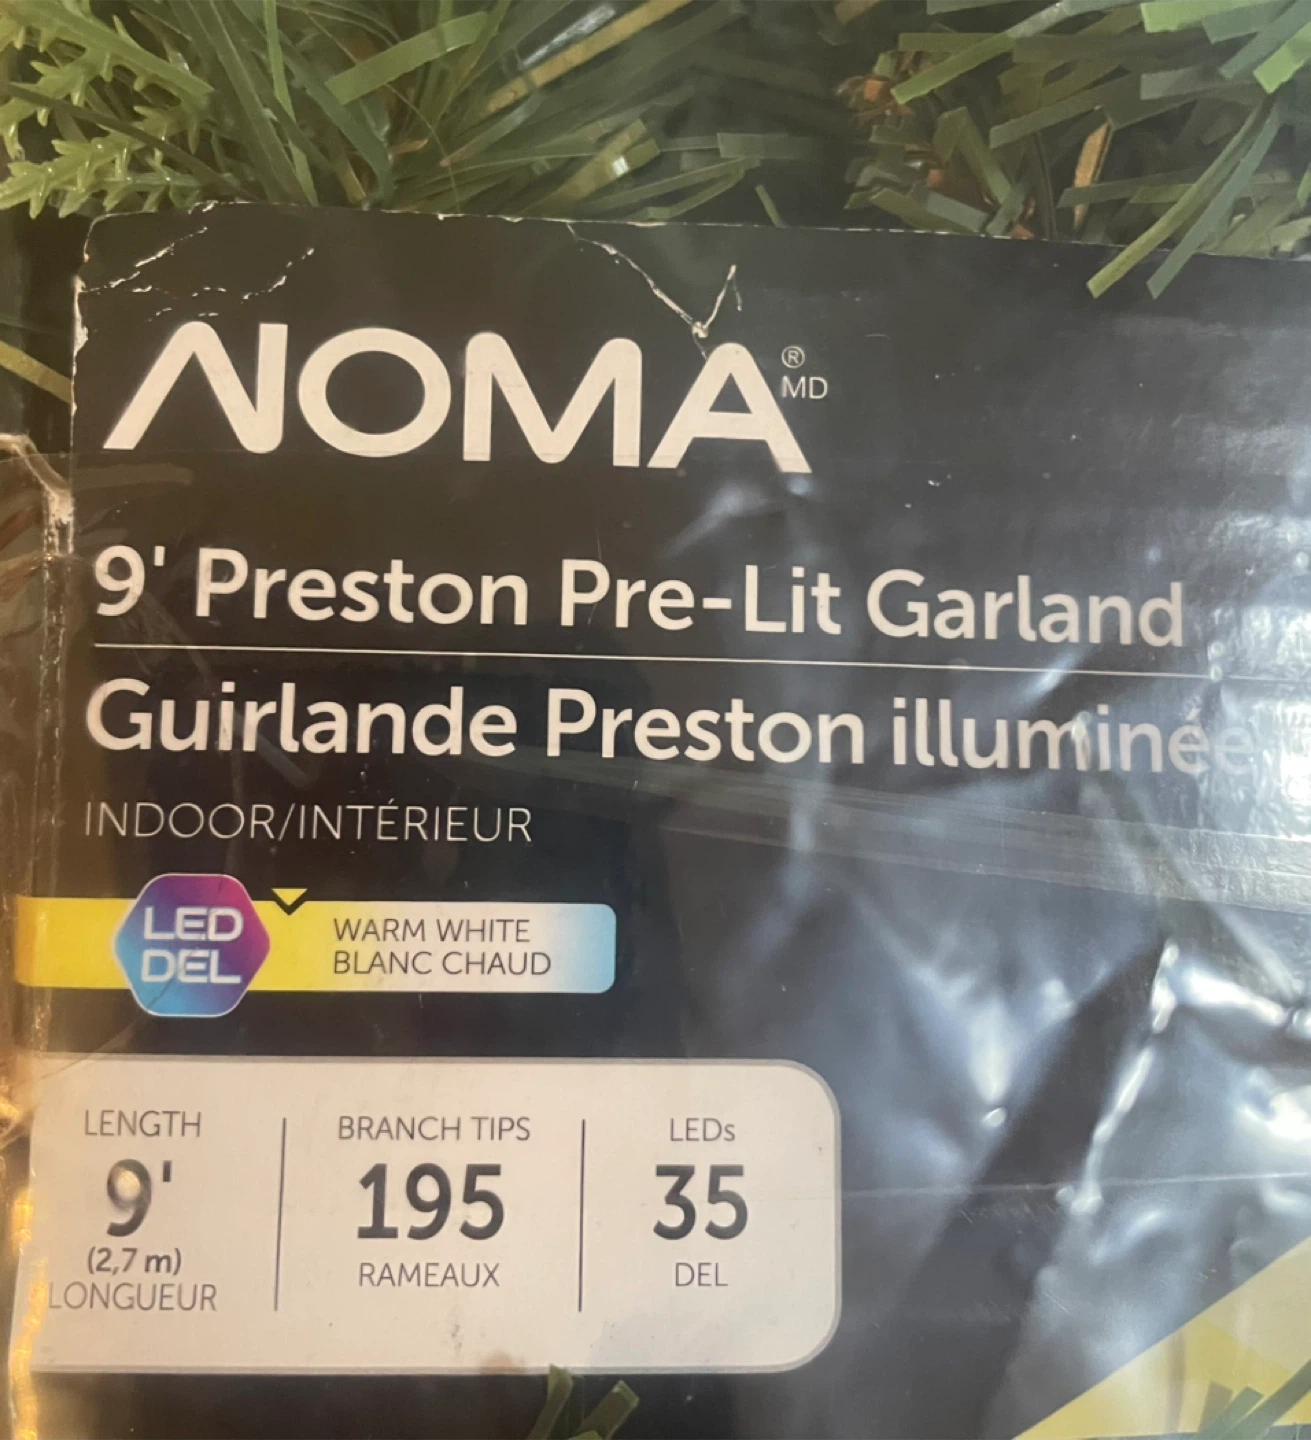 NOMA®
MD
9' Preston Pre-Lit Garland
Guirlande Preston illuminée
INDOOR/INTÉRIEUR
LED
DEL
WARM WHITE
BLANC CHAUD
LENGTH
9'
(2,7 m)
LONGUEUR
BRANCH TIPS
195
RAMEAUX
LEDs
35
DEL